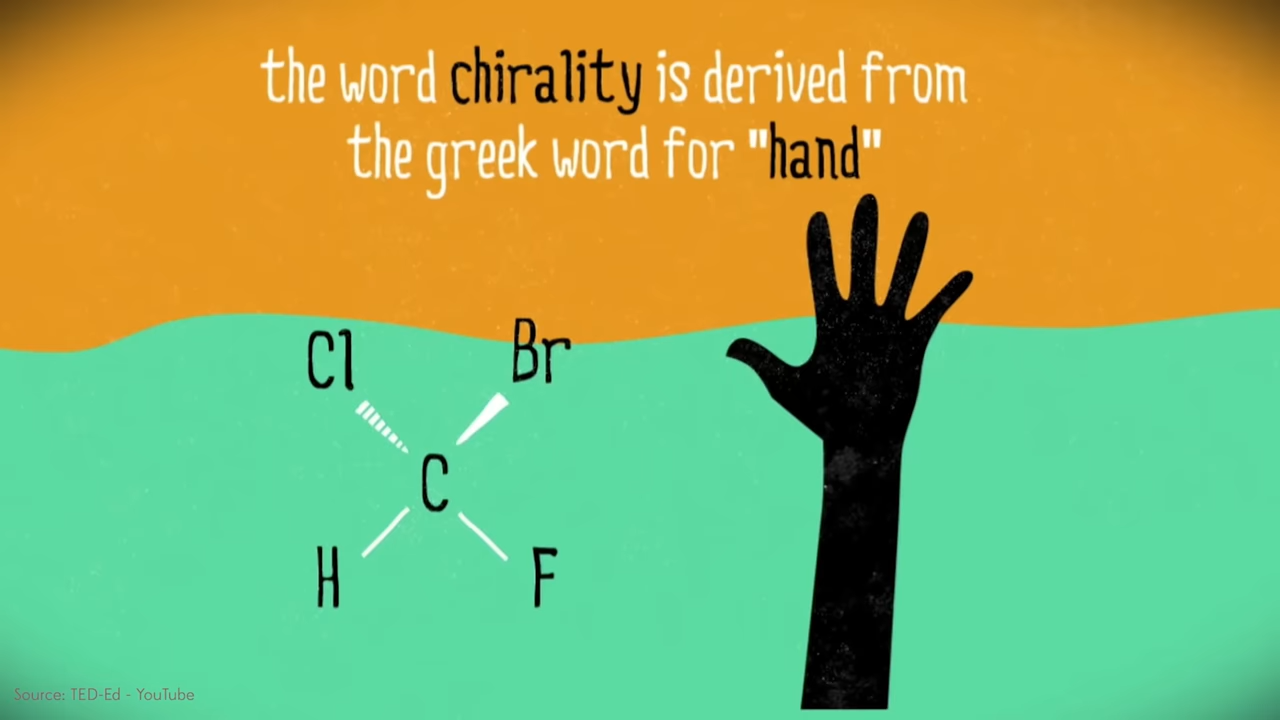 the word chirality is derived from
the greek word for "hand"
Cl Br
C
H F
Source: TED-Ed - YouTube